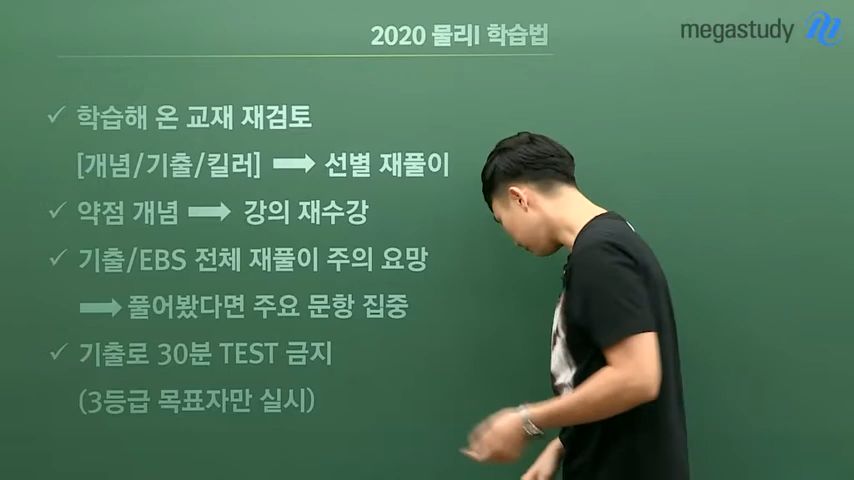 2020 물리I 학습법
megastudy
✓ 학습해 온 교재 재검토
[개념/기출/킬러] ➡ 선별 재풀이
✓ 약점 개념 ➡ 강의 재수강
✓ 기출/EBS 전체 재풀이 주의 요망
➡ 풀어봤다면 주요 문항 집중
✓ 기출로 30분 TEST 금지
(3등급 목표자만 실시)